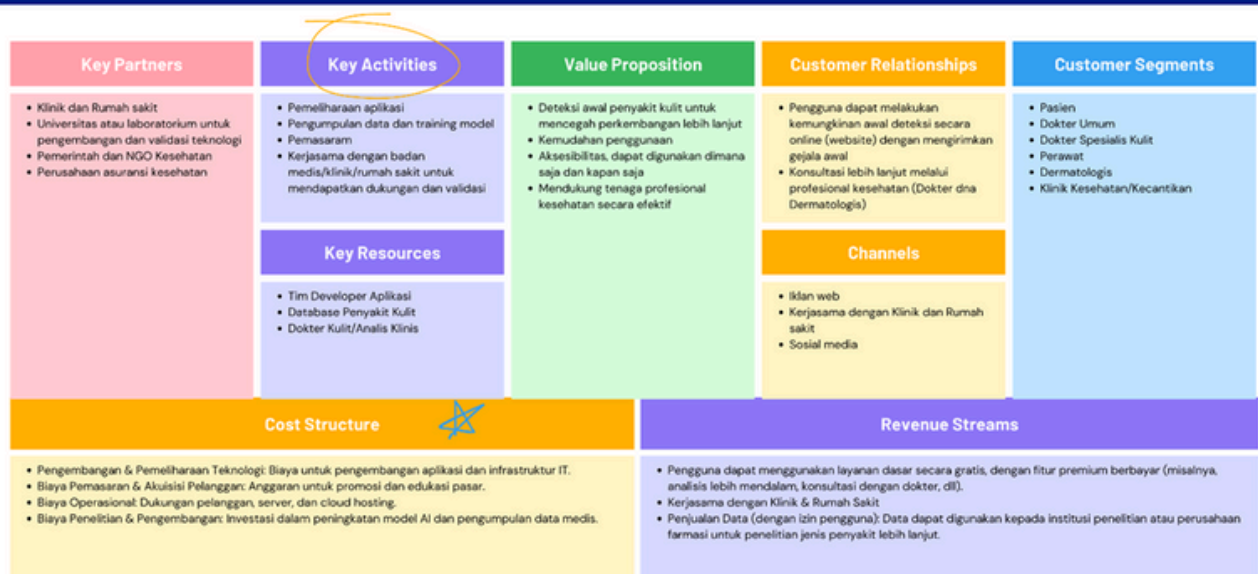 Key Partners
Klinik dan Rumah sakit
Universitas atau laboratorium untuk
pengembangan dan validasi teknologi
Pemerintah dan NGO Kesehatan
Perusahaan asuransi kesehatan
Key Activities
Pemeliharaan aplikasi
Pengumpulan data dan training model
Pemasaram
Kerjasama dengan badan
medis/klinik/rumah sakit untuk
mendapatkan dukungan dan validasi
Key Resources
Tim Developer Aplikasi
Database Penyakit Kulit
Dokter Kulit/Analis Klinis
Value Proposition
Deteksi awal penyakit kulit untuk
mencegah perkembangan lebih lanjut
Kemudahan penggunaan
Aksesibilitas, dapat digunakan dimana
saja dan kapan saja
Mendukung tenaga profesional
kesehatan secara efektif
Customer Relationships
Pengguna dapat melakukan
kemungkinan awal deteksi secara
online (website) dengan mengirimkan
gejala awal
Konsultasi lebih lanjut melalui
profesional kesehatan (Dokter dna
Dermatologis)
Channels
Iklan web
Kerjasama dengan Klinik dan Rumah
sakit
Sosial media
Customer Segments
Pasien
Dokter Umum
Dokter Spesialis Kulit
Perawat
Dermatologis
Klinik Kesehatan/Kecantikan
Cost Structure
Pengembangan & Pemeliharaan Teknologi: Biaya untuk pengembangan aplikasi dan infrastruktur IT.
Biaya Pemasaran & Akuisisi Pelanggan: Anggaran untuk promosi dan edukasi pasar.
Biaya Operasional: Dukungan pelanggan, server, dan cloud hosting.
Biaya Penelitian & Pengembangan: Investasi dalam peningkatan model AI dan pengumpulan data medis.
Revenue Streams
Pengguna dapat menggunakan layanan dasar secara gratis, dengan fitur premium berbayar (misalnya,
analisis lebih mendalam, konsultasi dengan dokter, dll).
Kerjasama dengan Klinik & Rumah Sakit
Penjualan Data (dengan izin pengguna): Data dapat digunakan kepada institusi penelitian atau perusahaan
farmasi untuk penelitian jenis penyakit lebih lanjut.